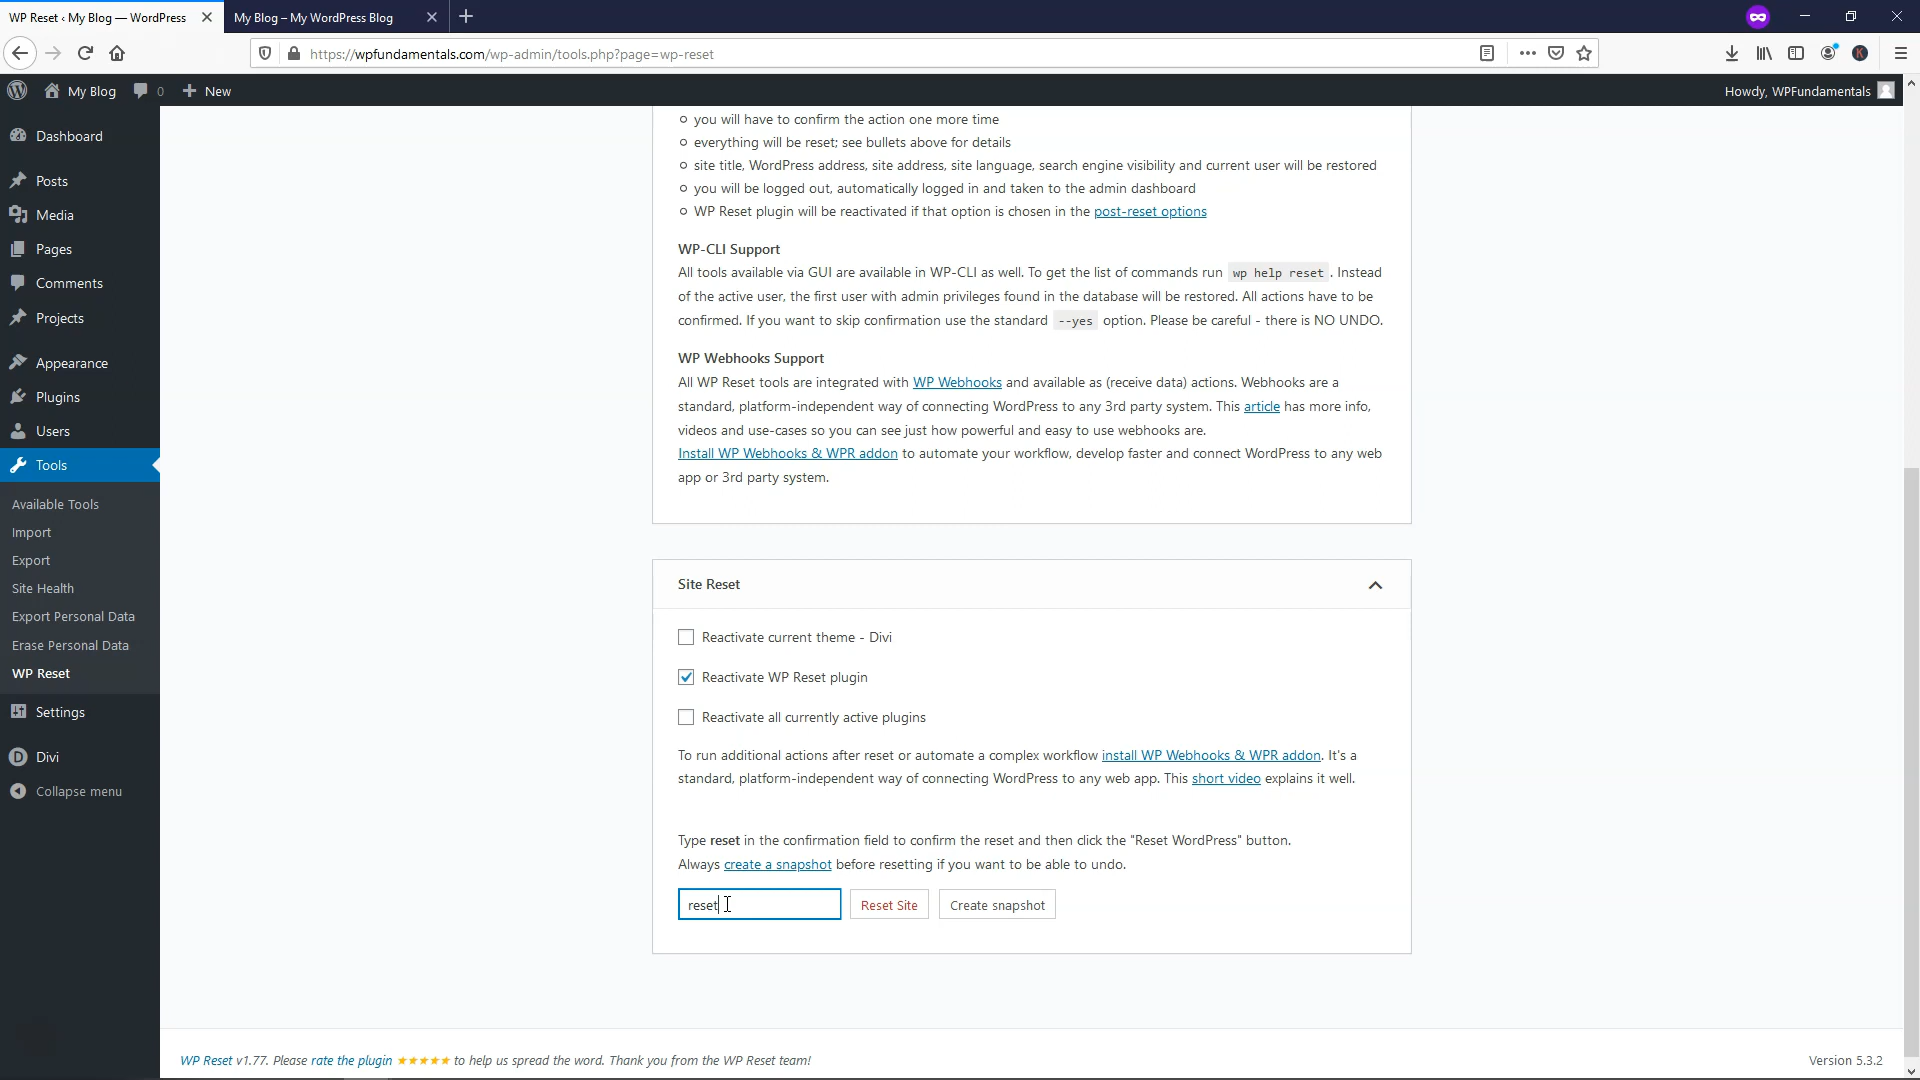 WP Reset ‹ My Blog — WordPress
My Blog – My WordPress Blog
https://wpfundamentals.com/wp-admin/tools.php?page=wp-reset
My Blog
0
New
Howdy, WPFundamentals
Dashboard
Posts
Media
Pages
Comments
Projects
Appearance
Plugins
Users
Tools
Available Tools
Import
Export
Site Health
Export Personal Data
Erase Personal Data
WP Reset
Settings
Divi
Collapse menu
you will have to confirm the action one more time
everything will be reset; see bullets above for details
site title, WordPress address, site address, site language, search engine visibility and current user will be restored
you will be logged out, automatically logged in and taken to the admin dashboard
WP Reset plugin will be reactivated if that option is chosen in the post-reset options
WP-CLI Support
All tools available via GUI are available in WP-CLI as well. To get the list of commands run wp help reset . Instead
of the active user, the first user with admin privileges found in the database will be restored. All actions have to be
confirmed. If you want to skip confirmation use the standard --yes option. Please be careful - there is NO UNDO.
WP Webhooks Support
All WP Reset tools are integrated with WP Webhooks and available as (receive data) actions. Webhooks are a
standard, platform-independent way of connecting WordPress to any 3rd party system. This article has more info,
videos and use-cases so you can see just how powerful and easy to use webhooks are.
Install WP Webhooks & WPR addon to automate your workflow, develop faster and connect WordPress to any web
app or 3rd party system.
Site Reset
Reactivate current theme - Divi
Reactivate WP Reset plugin
Reactivate all currently active plugins
To run additional actions after reset or automate a complex workflow install WP Webhooks & WPR addon. It's a
standard, platform-independent way of connecting WordPress to any web app. This short video explains it well.
Type reset in the confirmation field to confirm the reset and then click the "Reset WordPress" button.
Always create a snapshot before resetting if you want to be able to undo.
reset
Reset Site
Create snapshot
WP Reset v1.77. Please rate the plugin ★★★★★ to help us spread the word. Thank you from the WP Reset team!
Version 5.3.2